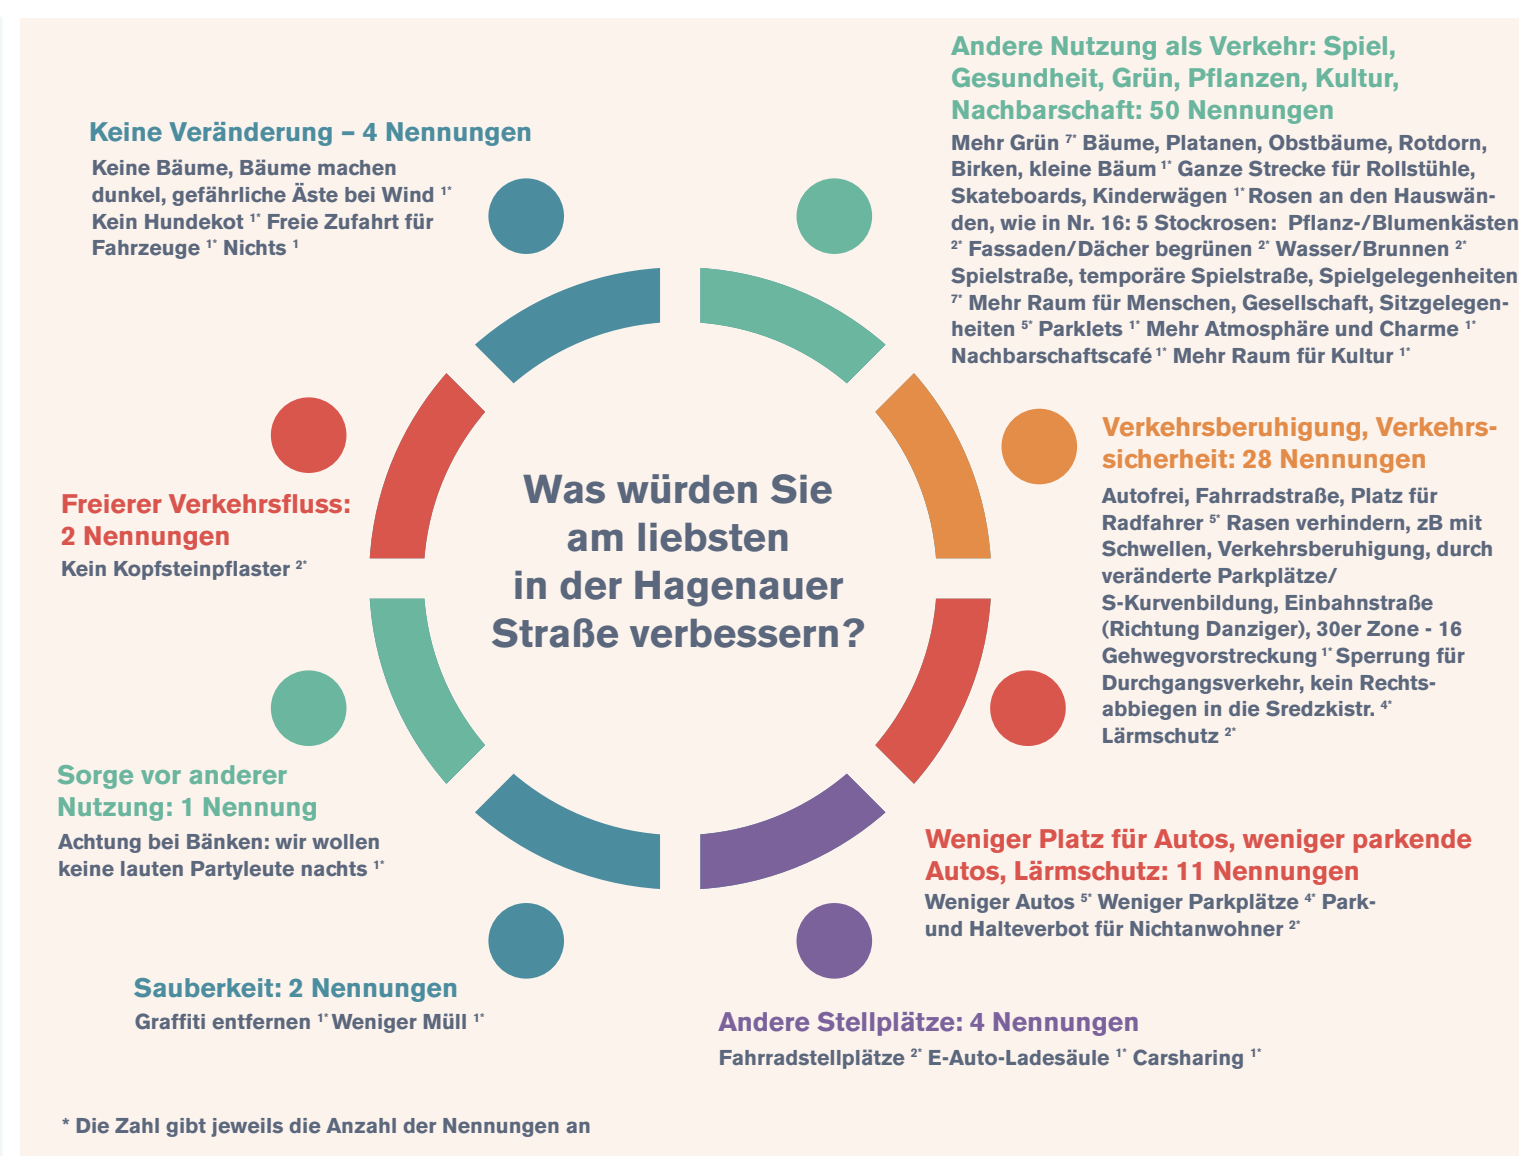 Andere Nutzung als Verkehr: Spiel,
Gesundheit, Grün, Pflanzen, Kultur,
Nachbarschaft: 50 Nennungen
Mehr Grün 7* Bäume, Platanen, Obstbäume, Rotdorn,
Birken, kleine Bäum 1* Ganze Strecke für Rollstühle,
Skateboards, Kinderwägen 1* Rosen an den Hauswän-
den, wie in Nr. 16: 5 Stockrosen: Pflanz-/Blumenkästen
2* Fassaden/Dächer begrünen 2* Wasser/Brunnen 2*
Spielstraße, temporäre Spielstraße, Spielgelegenheiten
7* Mehr Raum für Menschen, Gesellschaft, Sitzgelegen-
heiten 5* Parklets 1* Mehr Atmosphäre und Charme 1*
Nachbarschaftscafé 1* Mehr Raum für Kultur 1*
Keine Veränderung – 4 Nennungen
Keine Bäume, Bäume machen
dunkel, gefährliche Äste bei Wind 1*
Kein Hundekot 1* Freie Zufahrt für
Fahrzeuge 1* Nichts 1
Verkehrsberuhigung, Verkehrs-
sicherheit: 28 Nennungen
Autofrei, Fahrradstraße, Platz für
Radfahrer 5* Rasen verhindern, zB mit
Schwellen, Verkehrsberuhigung, durch
veränderte Parkplätze/
S-Kurvenbildung, Einbahnstraße
(Richtung Danziger), 30er Zone - 16
Gehwegvorstreckung 1* Sperrung für
Durchgangsverkehr, kein Rechts-
abbiegen in die Sredzkistr. 4*
Lärmschutz 2*
Was würden Sie
am liebsten
in der Hagenauer
Straße verbessern?
Freierer Verkehrsfluss:
2 Nennungen
Kein Kopfsteinpflaster 2*
Sorge vor anderer
Nutzung: 1 Nennung
Achtung bei Bänken: wir wollen
keine lauten Partyleute nachts 1*
Weniger Platz für Autos, weniger parkende
Autos, Lärmschutz: 11 Nennungen
Weniger Autos 5* Weniger Parkplätze 4* Park-
und Halteverbot für Nichtanwohner 2*
Sauberkeit: 2 Nennungen
Graffiti entfernen 1* Weniger Müll 1*
Andere Stellplätze: 4 Nennungen
Fahrradstellplätze 2* E-Auto-Ladesäule 1* Carsharing 1*
* Die Zahl gibt jeweils die Anzahl der Nennungen an